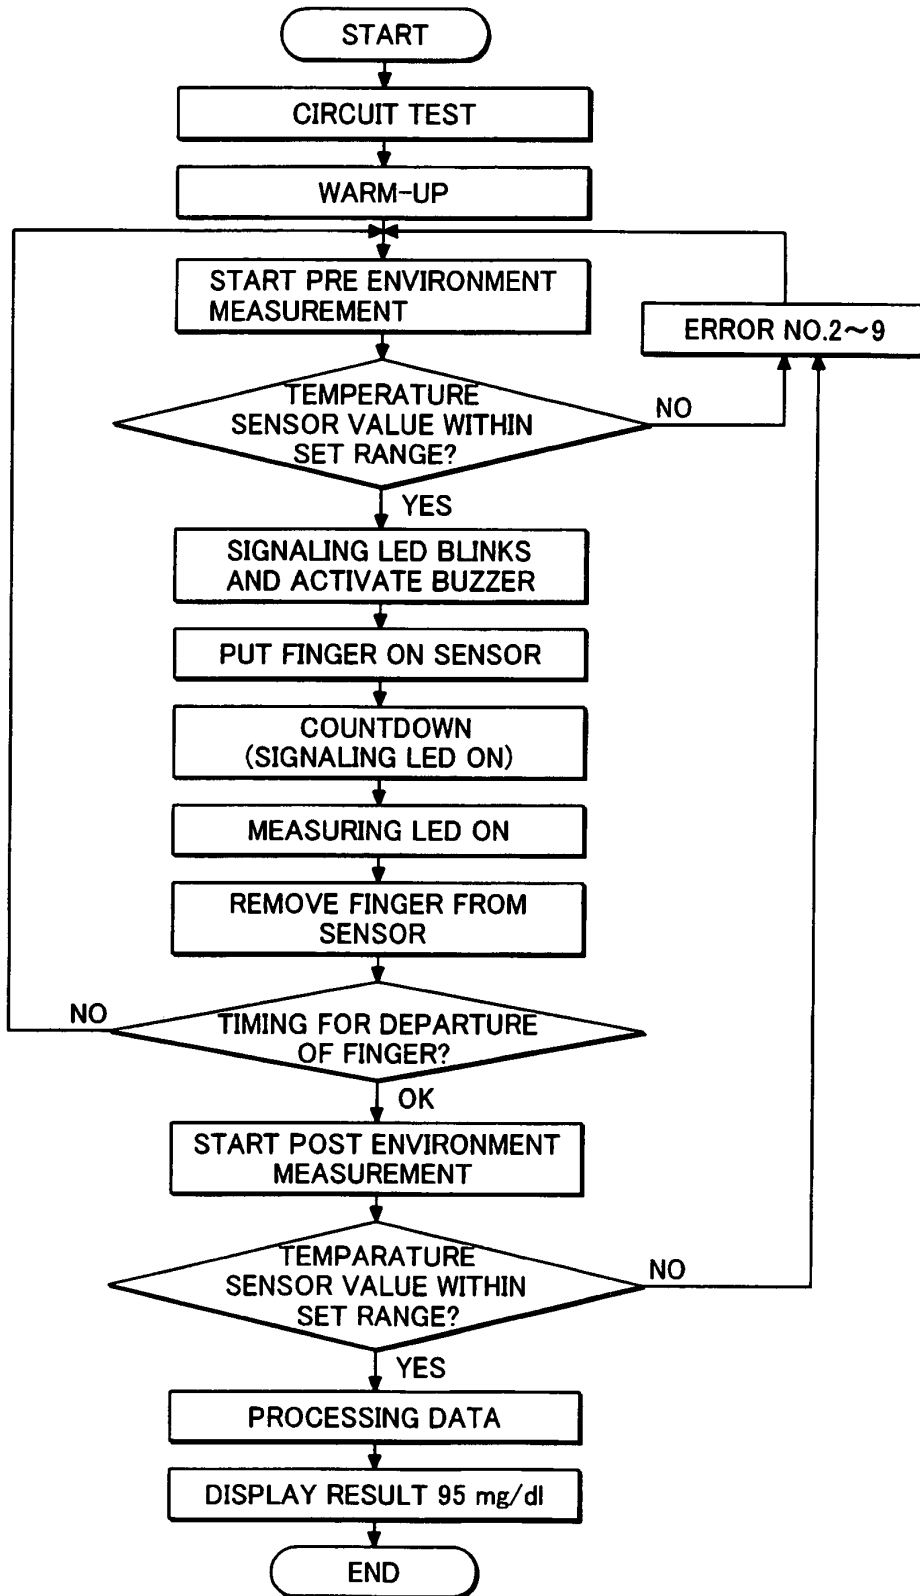 START
CIRCUIT TEST
WARM-UP
START PRE ENVIRONMENT
MEASUREMENT
ERROR NO.2～9
TEMPERATURE
SENSOR VALUE WITHIN
SET RANGE?
NO
YES
SIGNALING LED BLINKS
AND ACTIVATE BUZZER
PUT FINGER ON SENSOR
COUNTDOWN
(SIGNALING LED ON)
MEASURING LED ON
REMOVE FINGER FROM
SENSOR
NO
TIMING FOR DEPARTURE
OF FINGER?
OK
START POST ENVIRONMENT
MEASUREMENT
TEMPARATURE
SENSOR VALUE WITHIN
SET RANGE?
NO
YES
PROCESSING DATA
DISPLAY RESULT 95 mg/dl
END